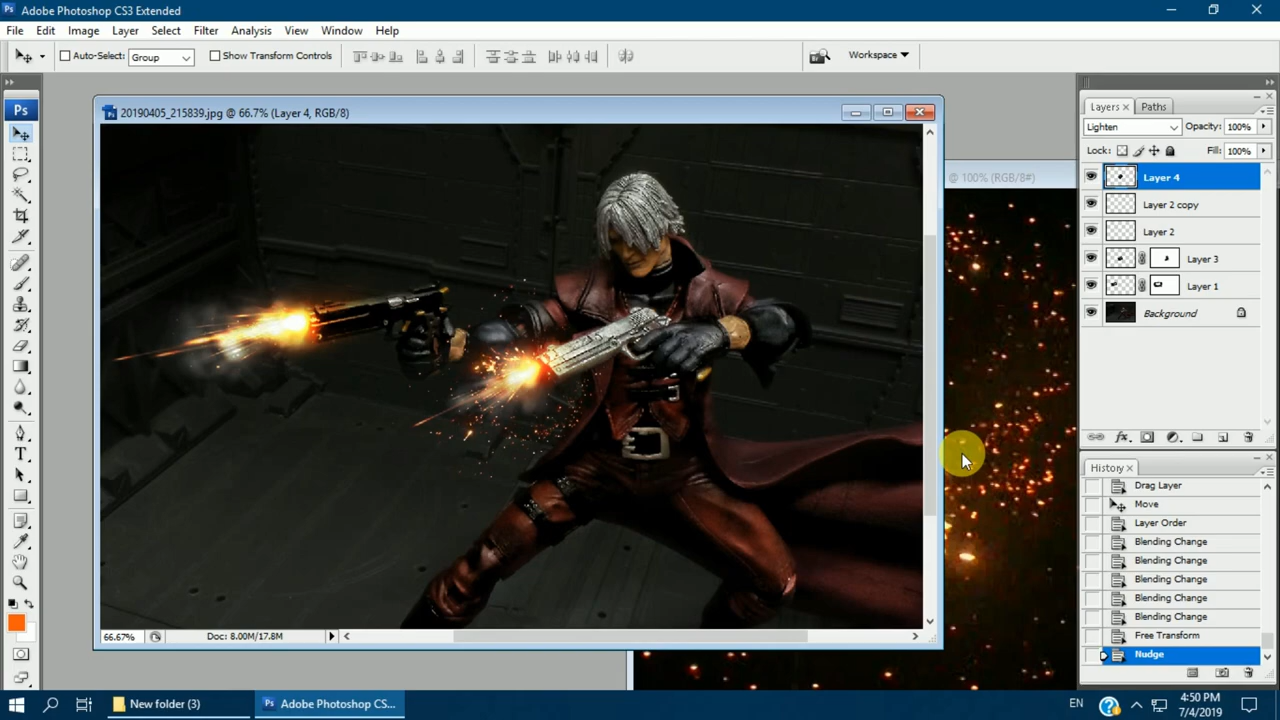 Ps Adobe Photoshop CS3 Extended
File Edit Image Layer Select Filter Analysis View Window Help
Auto-Select: Group Show Transform Controls Workspace
Ps
20190405_215839.jpg @ 66.7% (Layer 4, RGB/8)
@ 100% (RGB/8#)
66.67% Doc: 8.00M/17.8M
Layers x Paths
Lighten Opacity: 100%
Lock: Fill: 100%
Layer 4
Layer 2 copy
Layer 2
Layer 3
Layer 1
Background
History x
Drag Layer
Move
Layer Order
Blending Change
Blending Change
Blending Change
Blending Change
Blending Change
Free Transform
Nudge
New folder (3) Ps Adobe Photoshop CS... EN 4:50 PM
7/4/2019